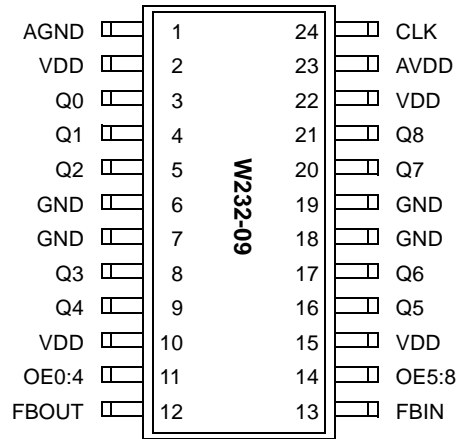 AGND 1 24 CLK
VDD 2 23 AVDD
Q0 3 22 VDD
Q1 4 21 Q8
Q2 5 20 Q7
GND 6 19 GND
GND 7 18 GND
Q3 8 17 Q6
Q4 9 16 Q5
VDD 10 15 VDD
OE0:4 11 14 OE5:8
FBOUT 12 13 FBIN
W232-09